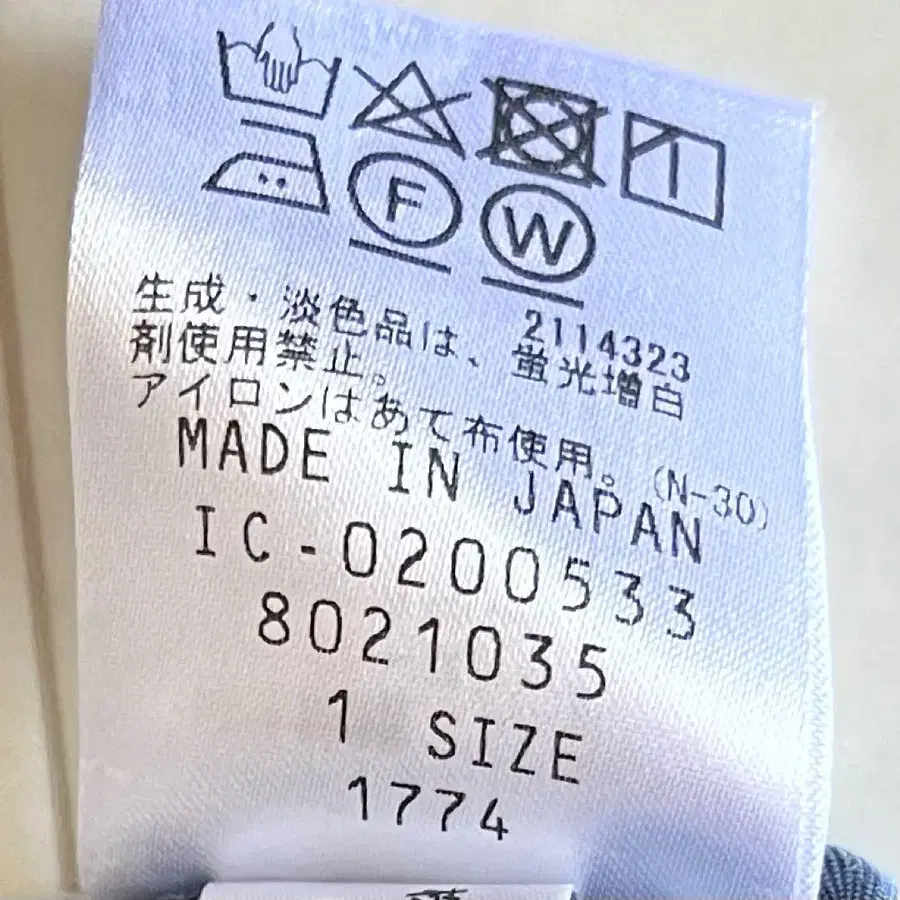 F
W
2114323
生成・淡色品は、蛍光増白
剤使用禁止。
アイロンはあて布使用。(N-30)
MADE IN JAPAN
IC-0200533
8021035
1 SIZE
1774